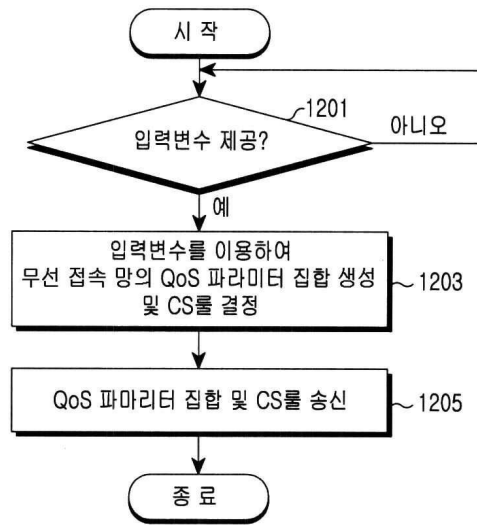 시 작
1201
입력변수 제공?
아니오
예
입력변수를 이용하여
무선 접속 망의 QoS 파라미터 집합 생성
및 CS룰 결정
1203
QoS 파마리터 집합 및 CS룰 송신
1205
종 료